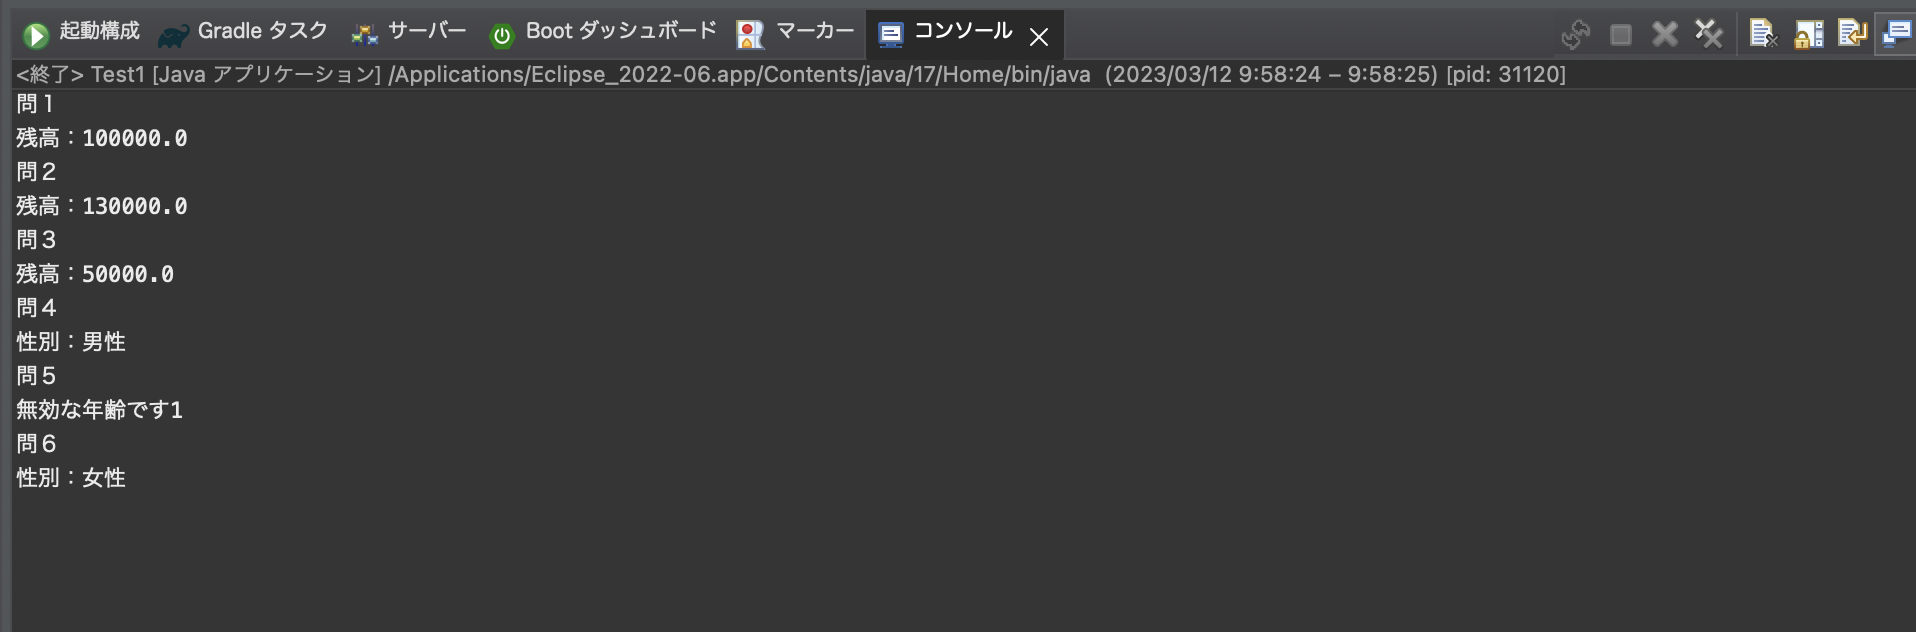 起動構成 Gradle タスク サーバー Boot ダッシュボード マーカー コンソール
<終了> Test1 [Java アプリケーション] /Applications/Eclipse_2022-06.app/Contents/java/17/Home/bin/java (2023/03/12 9:58:24 – 9:58:25) [pid: 31120]
問１
残高：100000.0
問２
残高：130000.0
問３
残高：50000.0
問４
性別：男性
問５
無効な年齢です1
問６
性別：女性